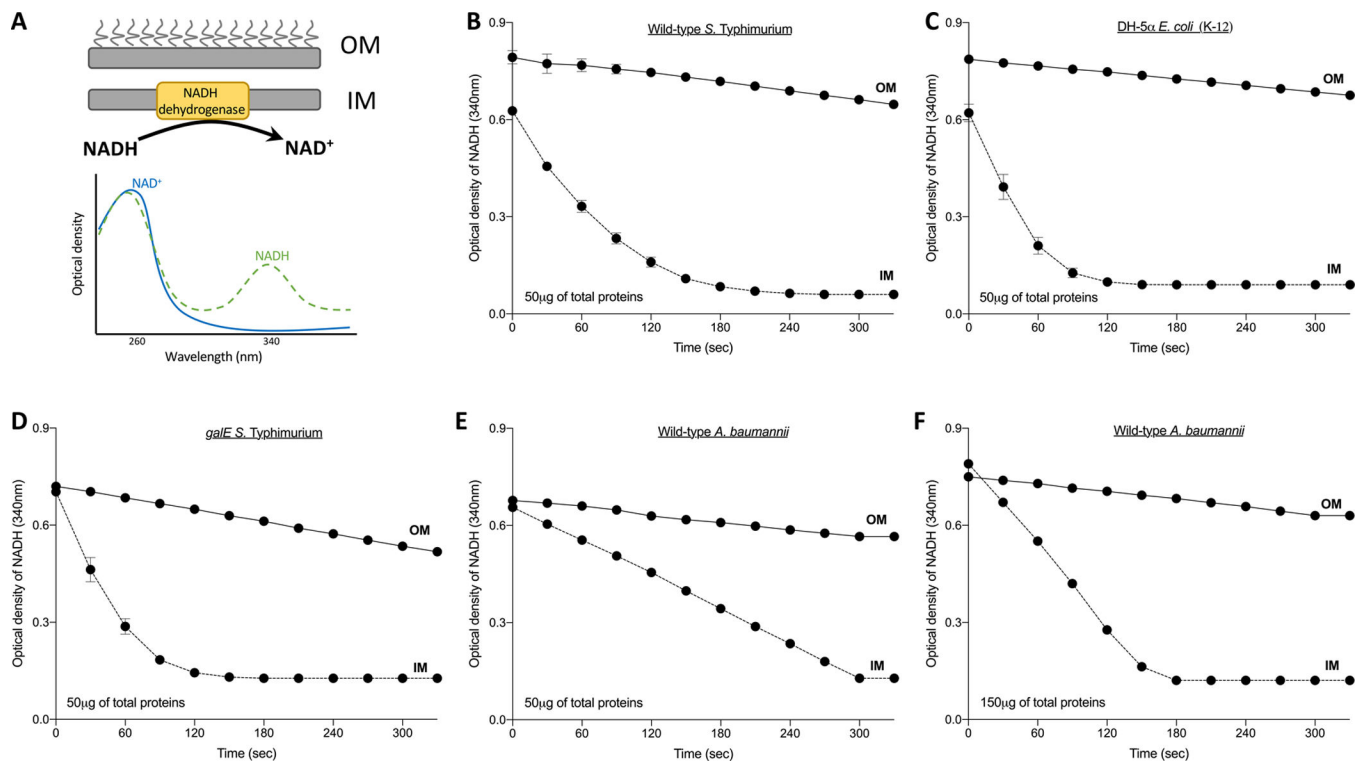 A
OM
NADH
dehydrogenase
IM
NADH
NAD⁺
Optical density
NAD⁺
NADH
260
340
Wavelength (nm)
B
Wild-type S. Typhimurium
Optical density of NADH (340nm)
0.9
0.6
0.3
0.0
OM
IM
50μg of total proteins
0
60
120
180
240
300
Time (sec)
C
DH-5α E. coli (K-12)
Optical density of NADH (340nm)
0.9
0.6
0.3
0.0
OM
IM
50μg of total proteins
0
60
120
180
240
300
Time (sec)
D
galE S. Typhimurium
Optical density of NADH (340nm)
0.9
0.6
0.3
0.0
OM
IM
50μg of total proteins
0
60
120
180
240
300
Time (sec)
E
Wild-type A. baumannii
Optical density of NADH (340nm)
0.9
0.6
0.3
0.0
OM
IM
50μg of total proteins
0
60
120
180
240
300
Time (sec)
F
Wild-type A. baumannii
Optical density of NADH (340nm)
0.9
0.6
0.3
0.0
OM
IM
150μg of total proteins
0
60
120
180
240
300
Time (sec)